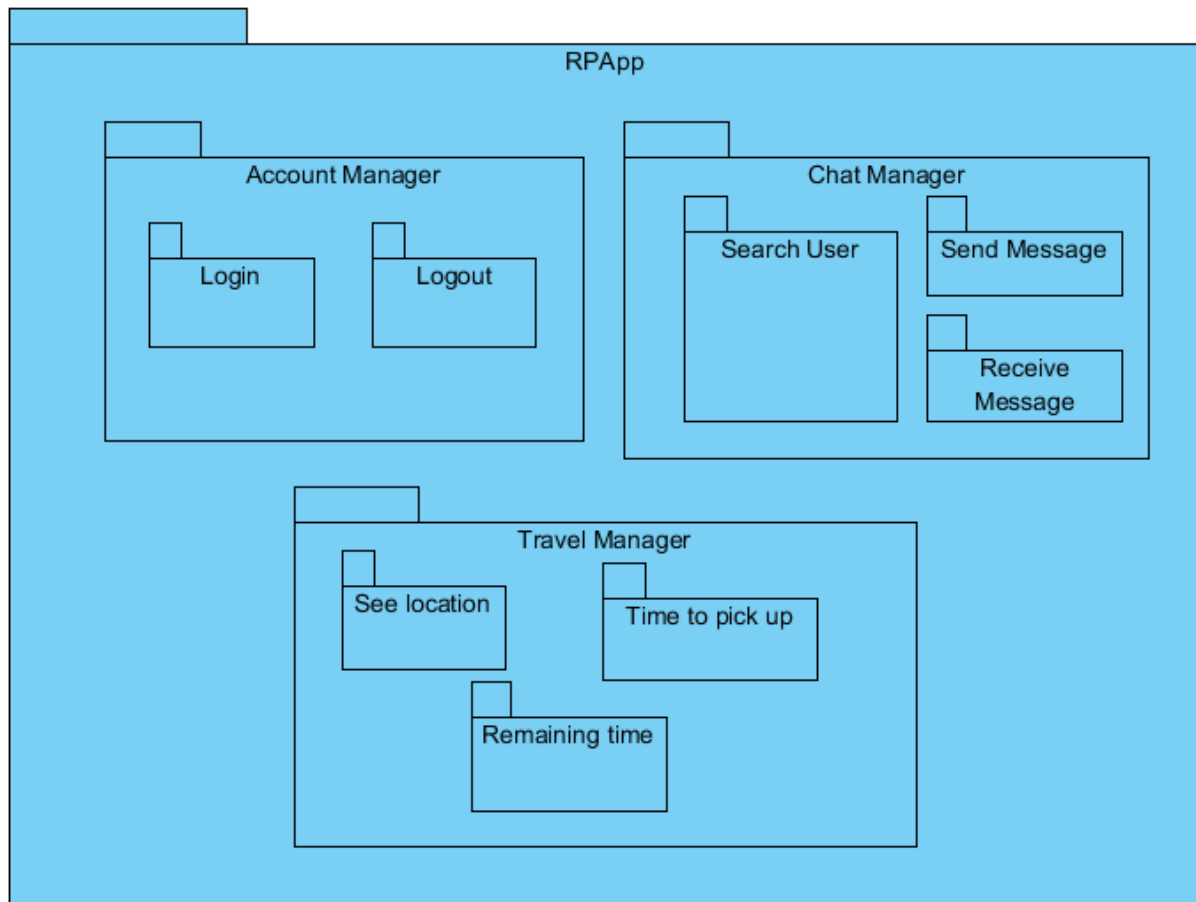 RPApp
Account Manager
Login
Logout
Chat Manager
Search User
Send Message
Receive
Message
Travel Manager
See location
Time to pick up
Remaining time